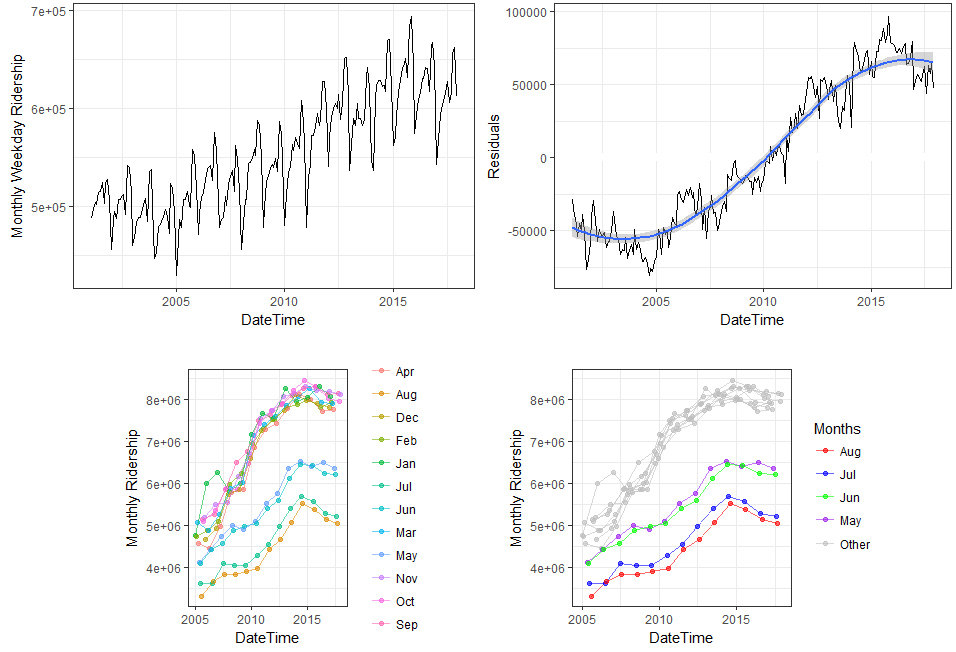 Monthly Weekday Ridership
7e+05
6e+05
5e+05
2005
2010
2015
DateTime
Residuals
100000
50000
0
-50000
2005
2010
2015
DateTime
Monthly Ridership
8e+06
7e+06
6e+06
5e+06
4e+06
2005
2010
2015
DateTime
Apr
Aug
Dec
Feb
Jan
Jul
Jun
Mar
May
Nov
Oct
Sep
Monthly Ridership
8e+06
7e+06
6e+06
5e+06
4e+06
2005
2010
2015
DateTime
Months
Aug
Jul
Jun
May
Other